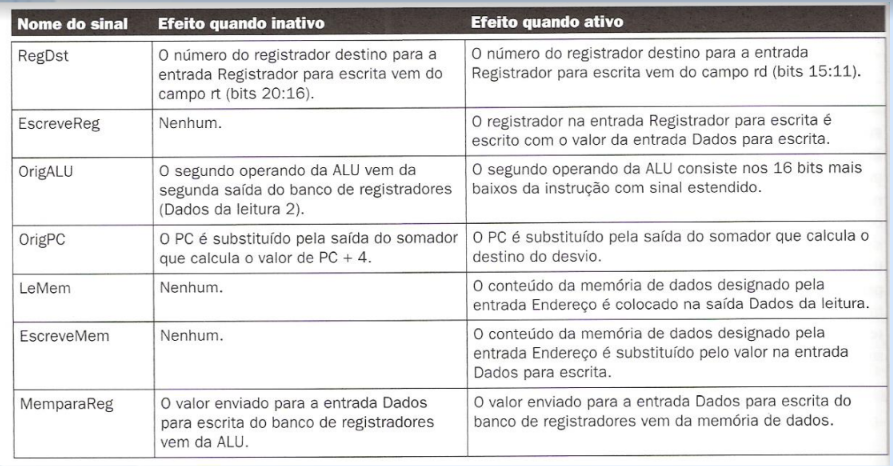 Nome do sinal Efeito quando inativo Efeito quando ativo
RegDst O número do registrador destino para a entrada Registrador para escrita vem do campo rt (bits 20:16). O número do registrador destino para a entrada Registrador para escrita vem do campo rd (bits 15:11).
EscreveReg Nenhum. O registrador na entrada Registrador para escrita é escrito com o valor da entrada Dados para escrita.
OrigALU O segundo operando da ALU vem da segunda saída do banco de registradores (Dados da leitura 2). O segundo operando da ALU consiste nos 16 bits mais baixos da instrução com sinal estendido.
OrigPC O PC é substituído pela saída do somador que calcula o valor de PC + 4. O PC é substituído pela saída do somador que calcula o destino do desvio.
LeMem Nenhum. O conteúdo da memória de dados designado pela entrada Endereço é colocado na saída Dados da leitura.
EscreveMem Nenhum. O conteúdo da memória de dados designado pela entrada Endereço é substituído pelo valor na entrada Dados para escrita.
MemparaReg O valor enviado para a entrada Dados para escrita do banco de registradores vem da ALU. O valor enviado para a entrada Dados para escrita do banco de registradores vem da memória de dados.